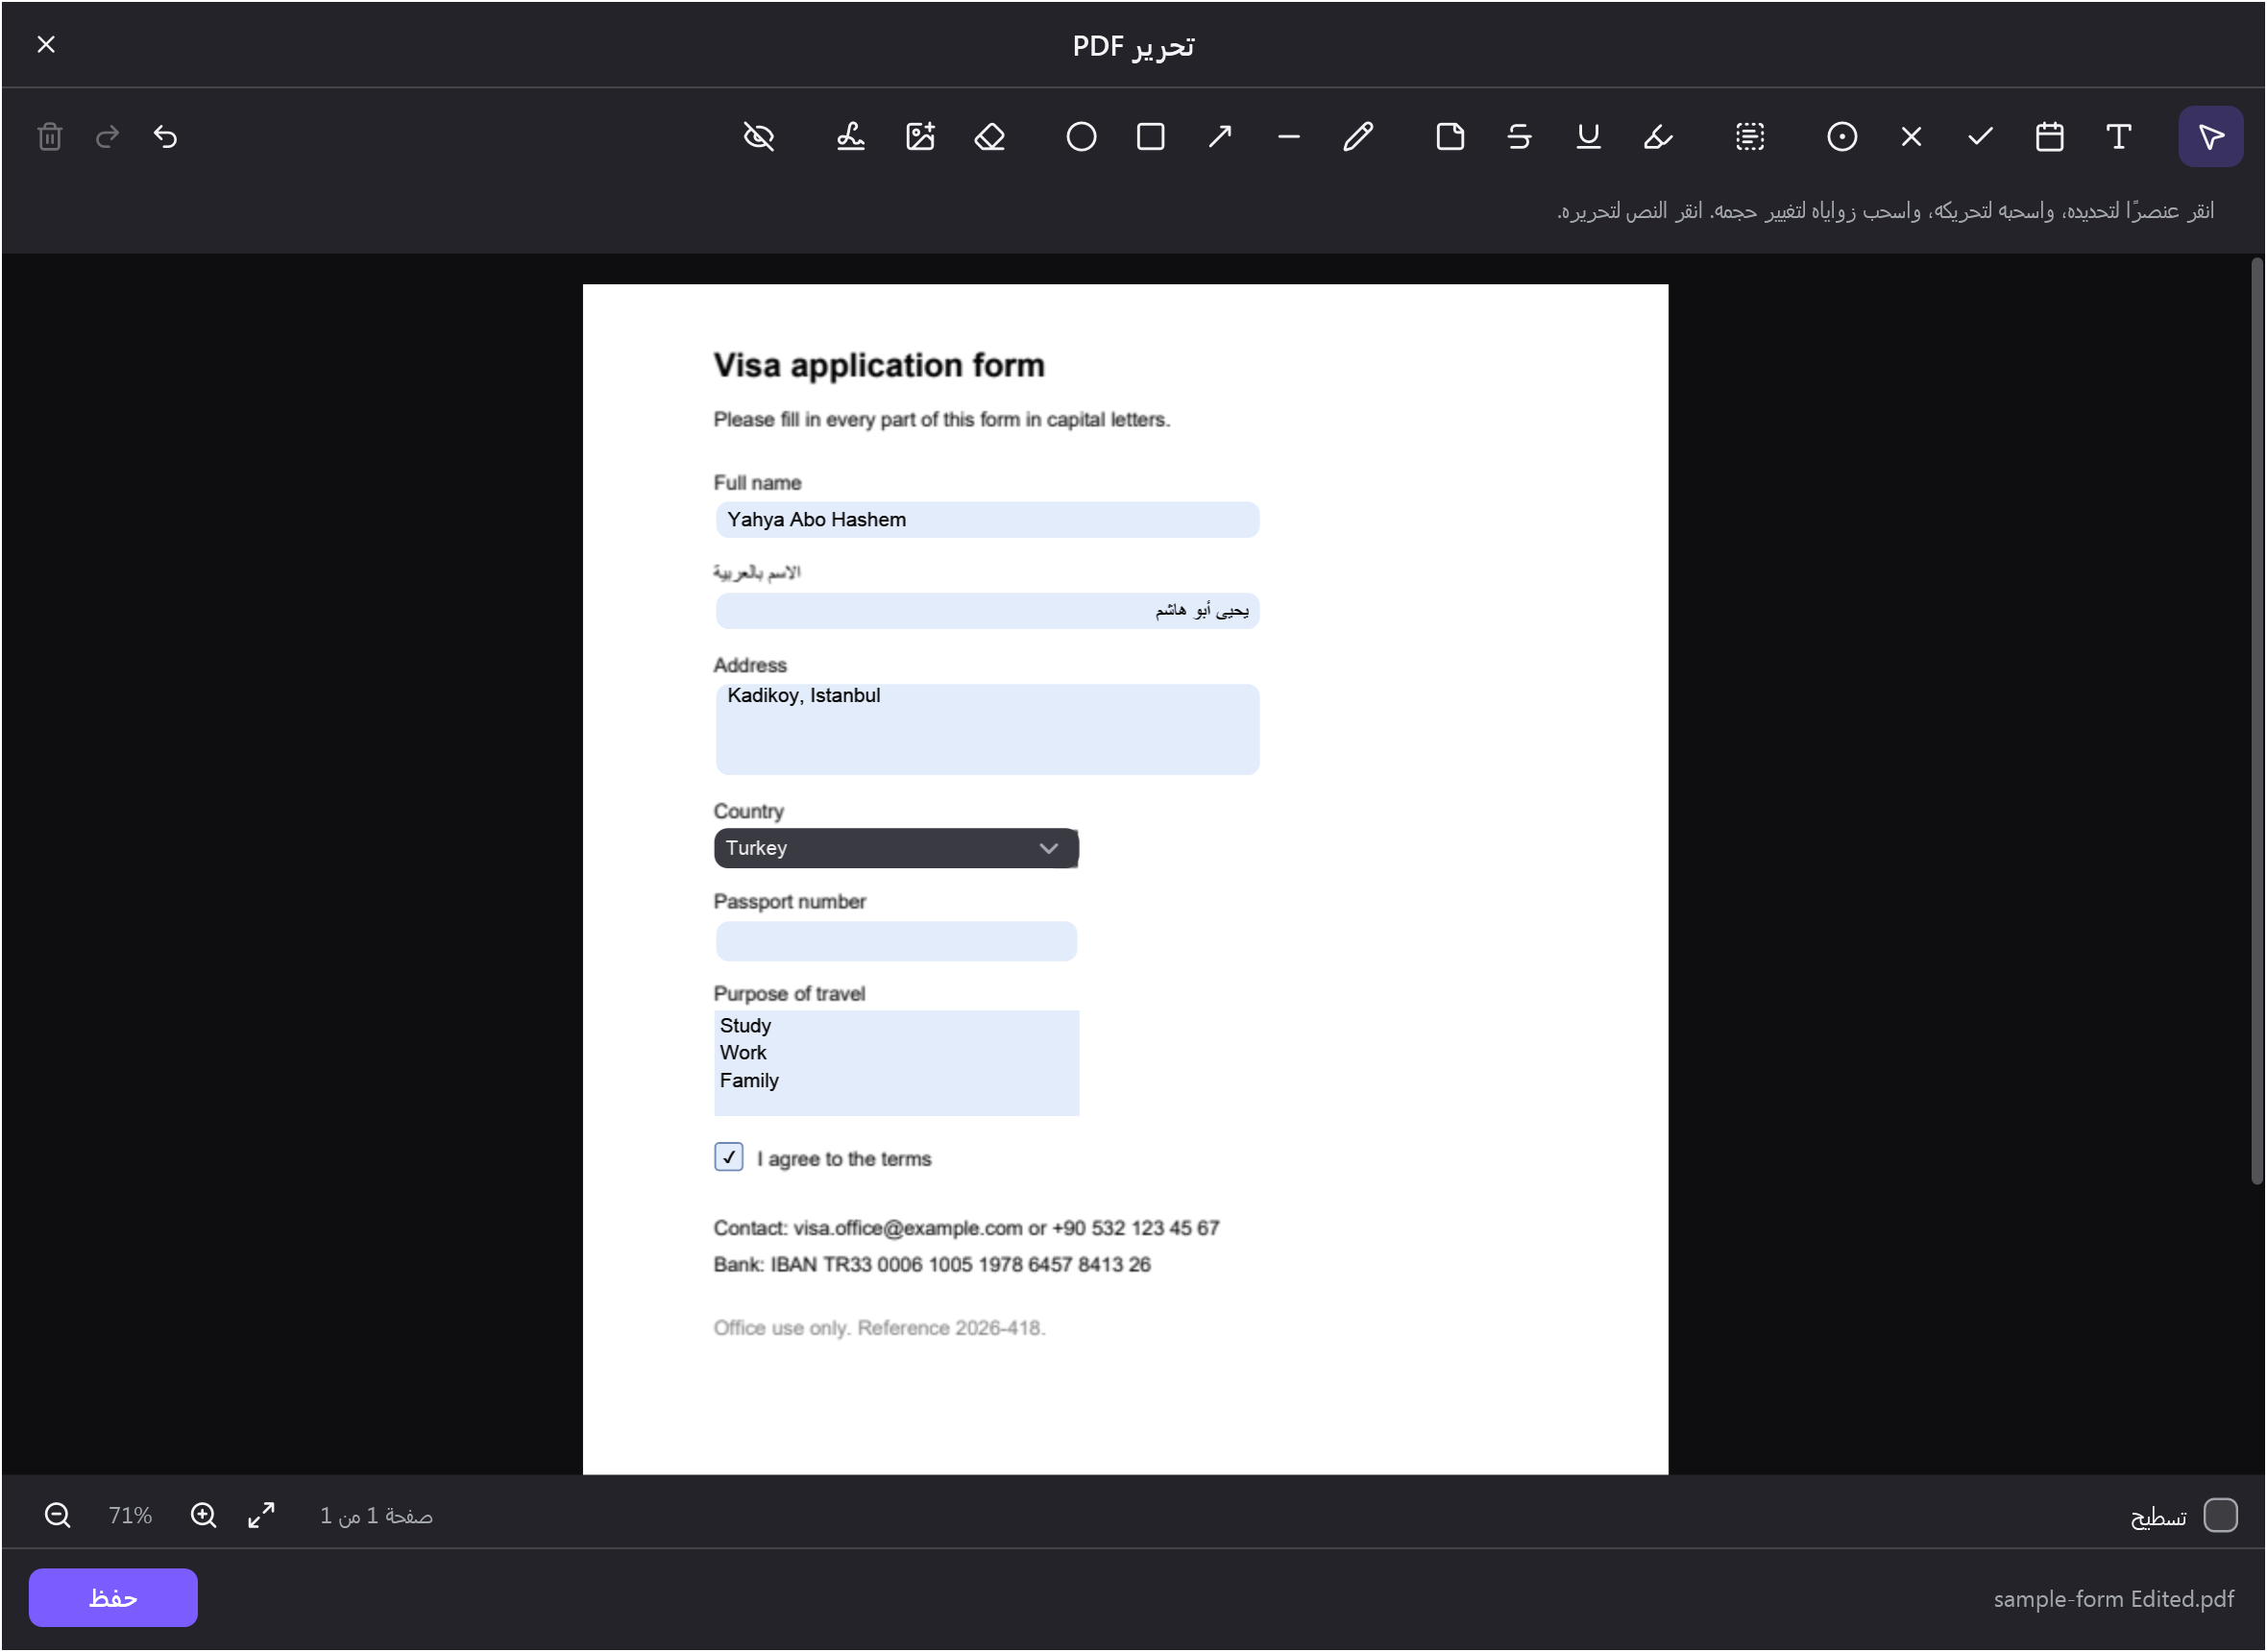 تحرير PDF
انقر عنصرًا لتحديده، واسحبه لتحريكه، واسحب زواياه لتغيير حجمه. انقر النص لتحريره.
Visa application form
Please fill in every part of this form in capital letters.
Full name
Yahya Abo Hashem
الاسم بالعربية
يحيى أبو هاشم
Address
Kadikoy, Istanbul
Country
Turkey
Passport number
Purpose of travel
Study
Work
Family
I agree to the terms
Contact: visa.office@example.com or +90 532 123 45 67
Bank: IBAN TR33 0006 1005 1978 6457 8413 26
Office use only. Reference 2026-418.
تسطيح
صفحة 1 من 1
71%
sample-form Edited.pdf
حفظ